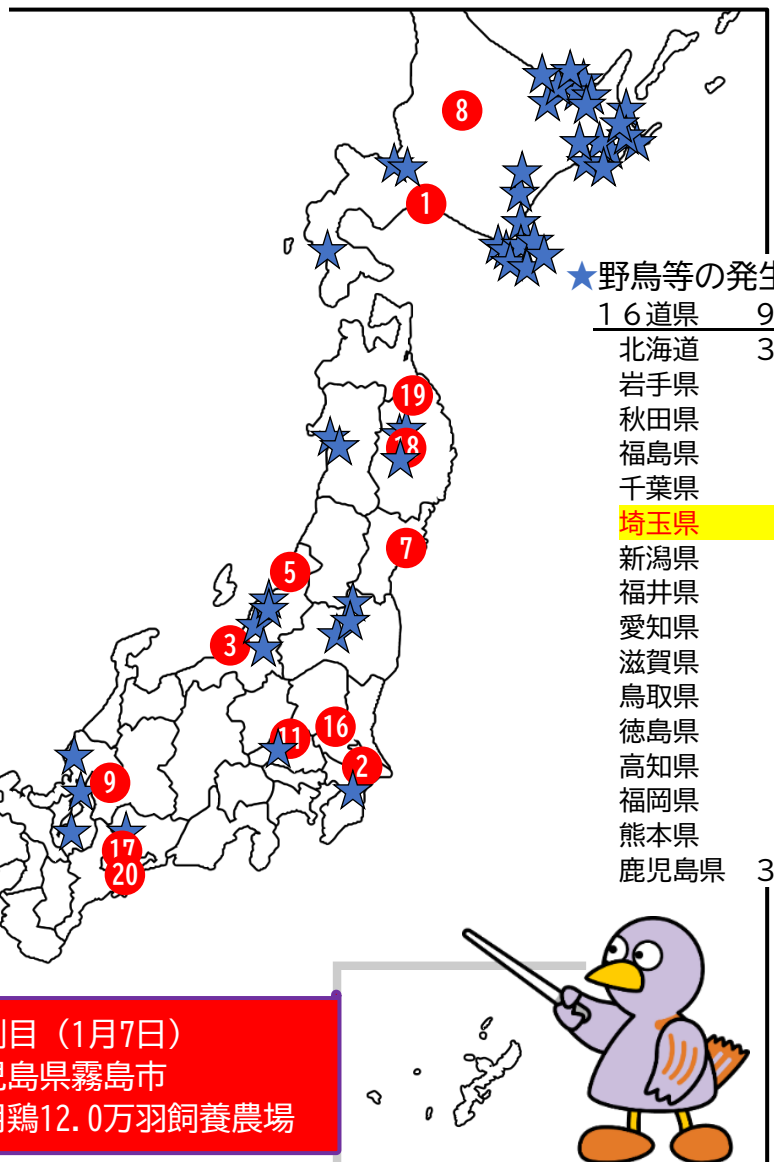 8
1
★野鳥等の発生
１６道県 9
北海道 3
岩手県
秋田県
福島県
千葉県
埼玉県
新潟県
福井県
愛知県
滋賀県
鳥取県
徳島県
高知県
福岡県
熊本県
鹿児島県 3
19
18
7
5
3
16
11
2
9
17
20
例目（1月7日）
児島県霧島市
用鶏12.0万羽飼養農場